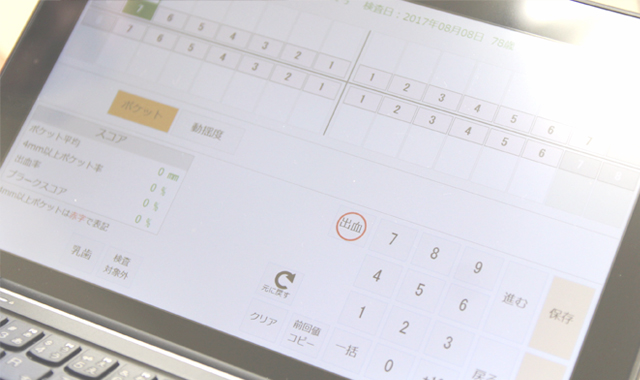 検査日：2017年08月08日 78歳
7 6 5 4 3 2 1 1 2 3 4 5 6 7
7 6 5 4 3 2 1 1 2 3 4 5 6 7
ポケット 動揺度
スコア
ポケット平均 0 mm
4mm以上ポケット率 0 %
出血率 0 %
プラークスコア 0 %
4mm以上ポケットは赤字で表記
乳歯 検査
対象外
元に戻す
クリア 前回値
コピー 一括
出血 7 8 9
4 5 6 進む 保存
1 2 3 戻る
0